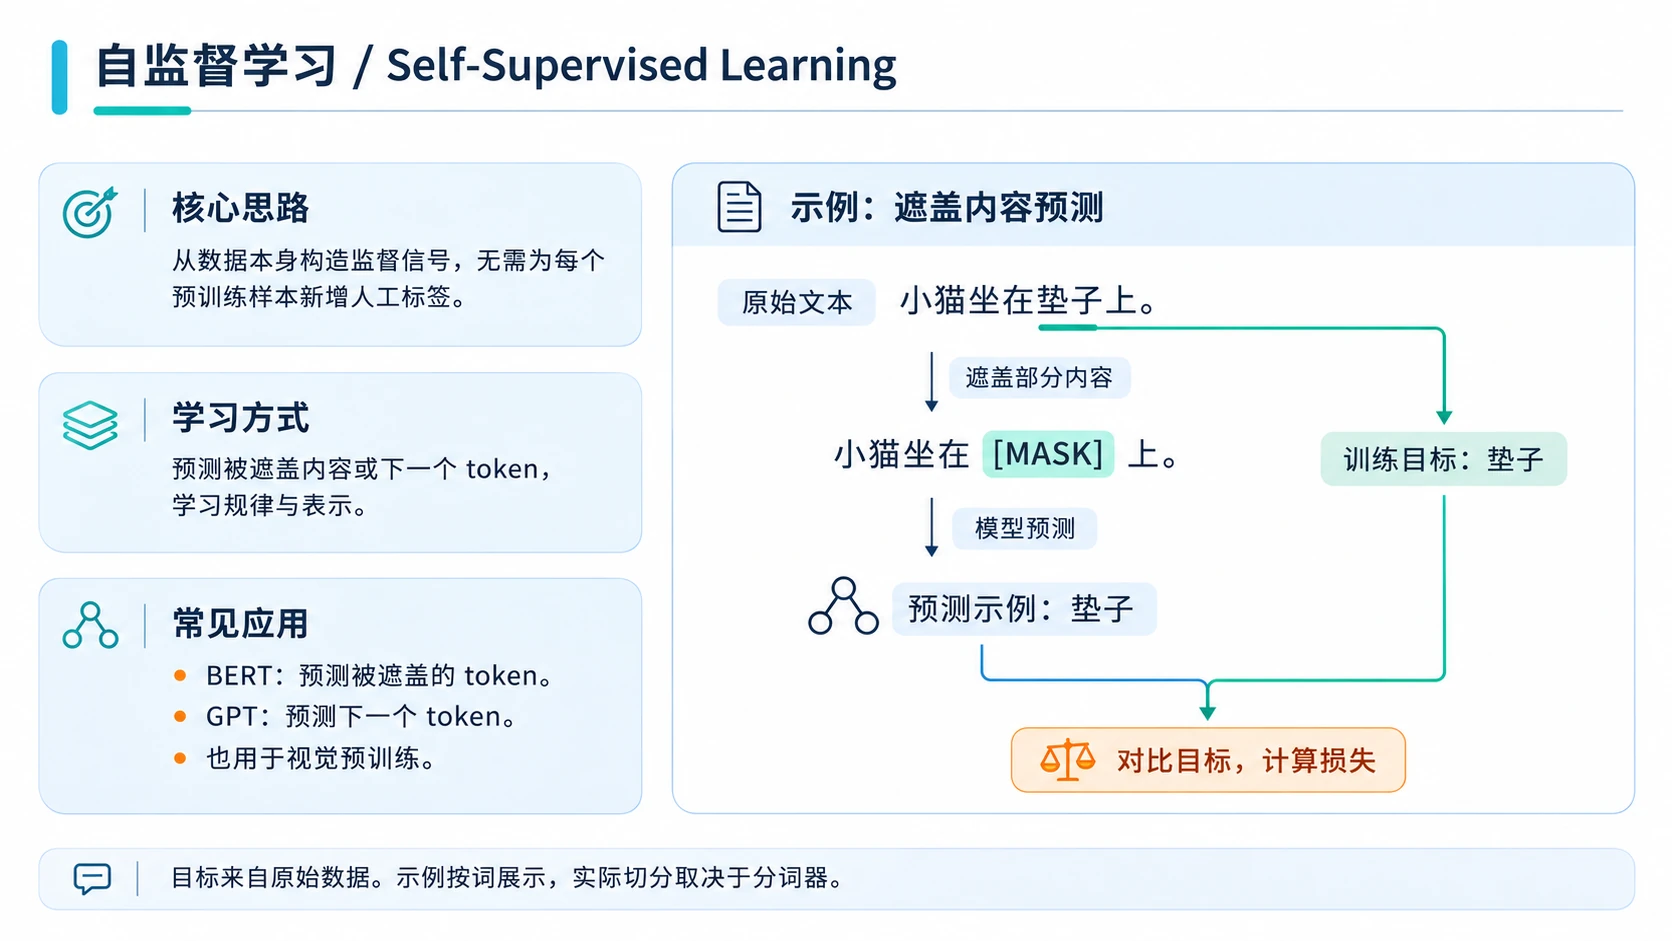 自监督学习 / Self-Supervised Learning
核心思路
从数据本身构造监督信号，无需为每个
预训练样本新增人工标签。
学习方式
预测被遮盖内容或下一个 token，
学习规律与表示。
常见应用
BERT：预测被遮盖的 token。
GPT：预测下一个 token。
也用于视觉预训练。
示例：遮盖内容预测
原始文本 小猫坐在垫子上。
遮盖部分内容
小猫坐在 [MASK] 上。
训练目标：垫子
模型预测
预测示例：垫子
对比目标，计算损失
目标来自原始数据。示例按词展示，实际切分取决于分词器。